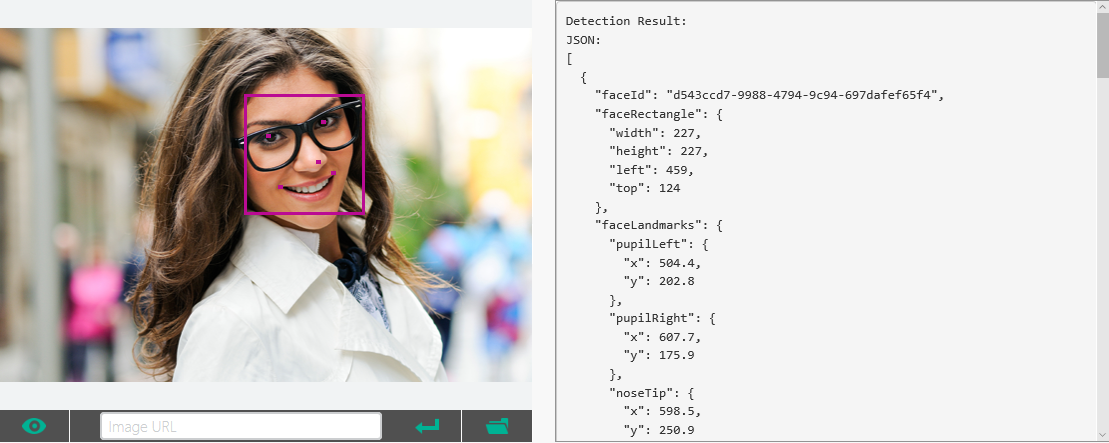 Detection Result:
JSON:
[
  {
    "faceId": "d543ccd7-9988-4794-9c94-697dafef65f4",
    "faceRectangle": {
      "width": 227,
      "height": 227,
      "left": 459,
      "top": 124
    },
    "faceLandmarks": {
      "pupilLeft": {
        "x": 504.4,
        "y": 202.8
      },
      "pupilRight": {
        "x": 607.7,
        "y": 175.9
      },
      "noseTip": {
        "x": 598.5,
        "y": 250.9
Image URL